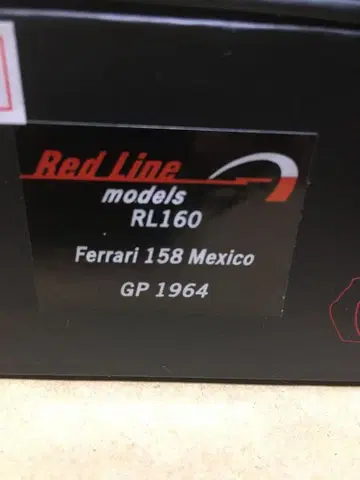 Red Line
models
RL160
Ferrari 158 Mexico
GP 1964